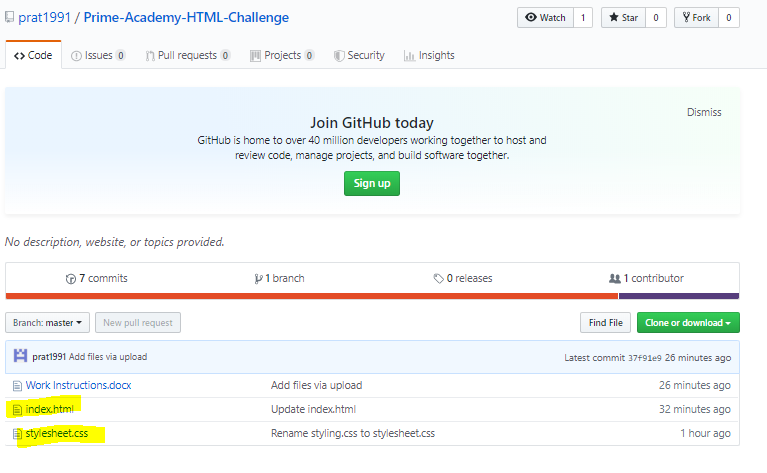 prat1991 / Prime-Academy-HTML-Challenge
Watch 1 Star 0 Fork 0
Code Issues 0 Pull requests 0 Projects 0 Security Insights
Dismiss
Join GitHub today
GitHub is home to over 40 million developers working together to host and
review code, manage projects, and build software together.
Sign up
No description, website, or topics provided.
7 commits 1 branch 0 releases 1 contributor
Branch: master New pull request Find File Clone or download
prat1991 Add files via upload Latest commit 37f91e9 26 minutes ago
Work Instructions.docx Add files via upload 26 minutes ago
index.html Update index.html 32 minutes ago
stylesheet.css Rename styling.css to stylesheet.css 1 hour ago